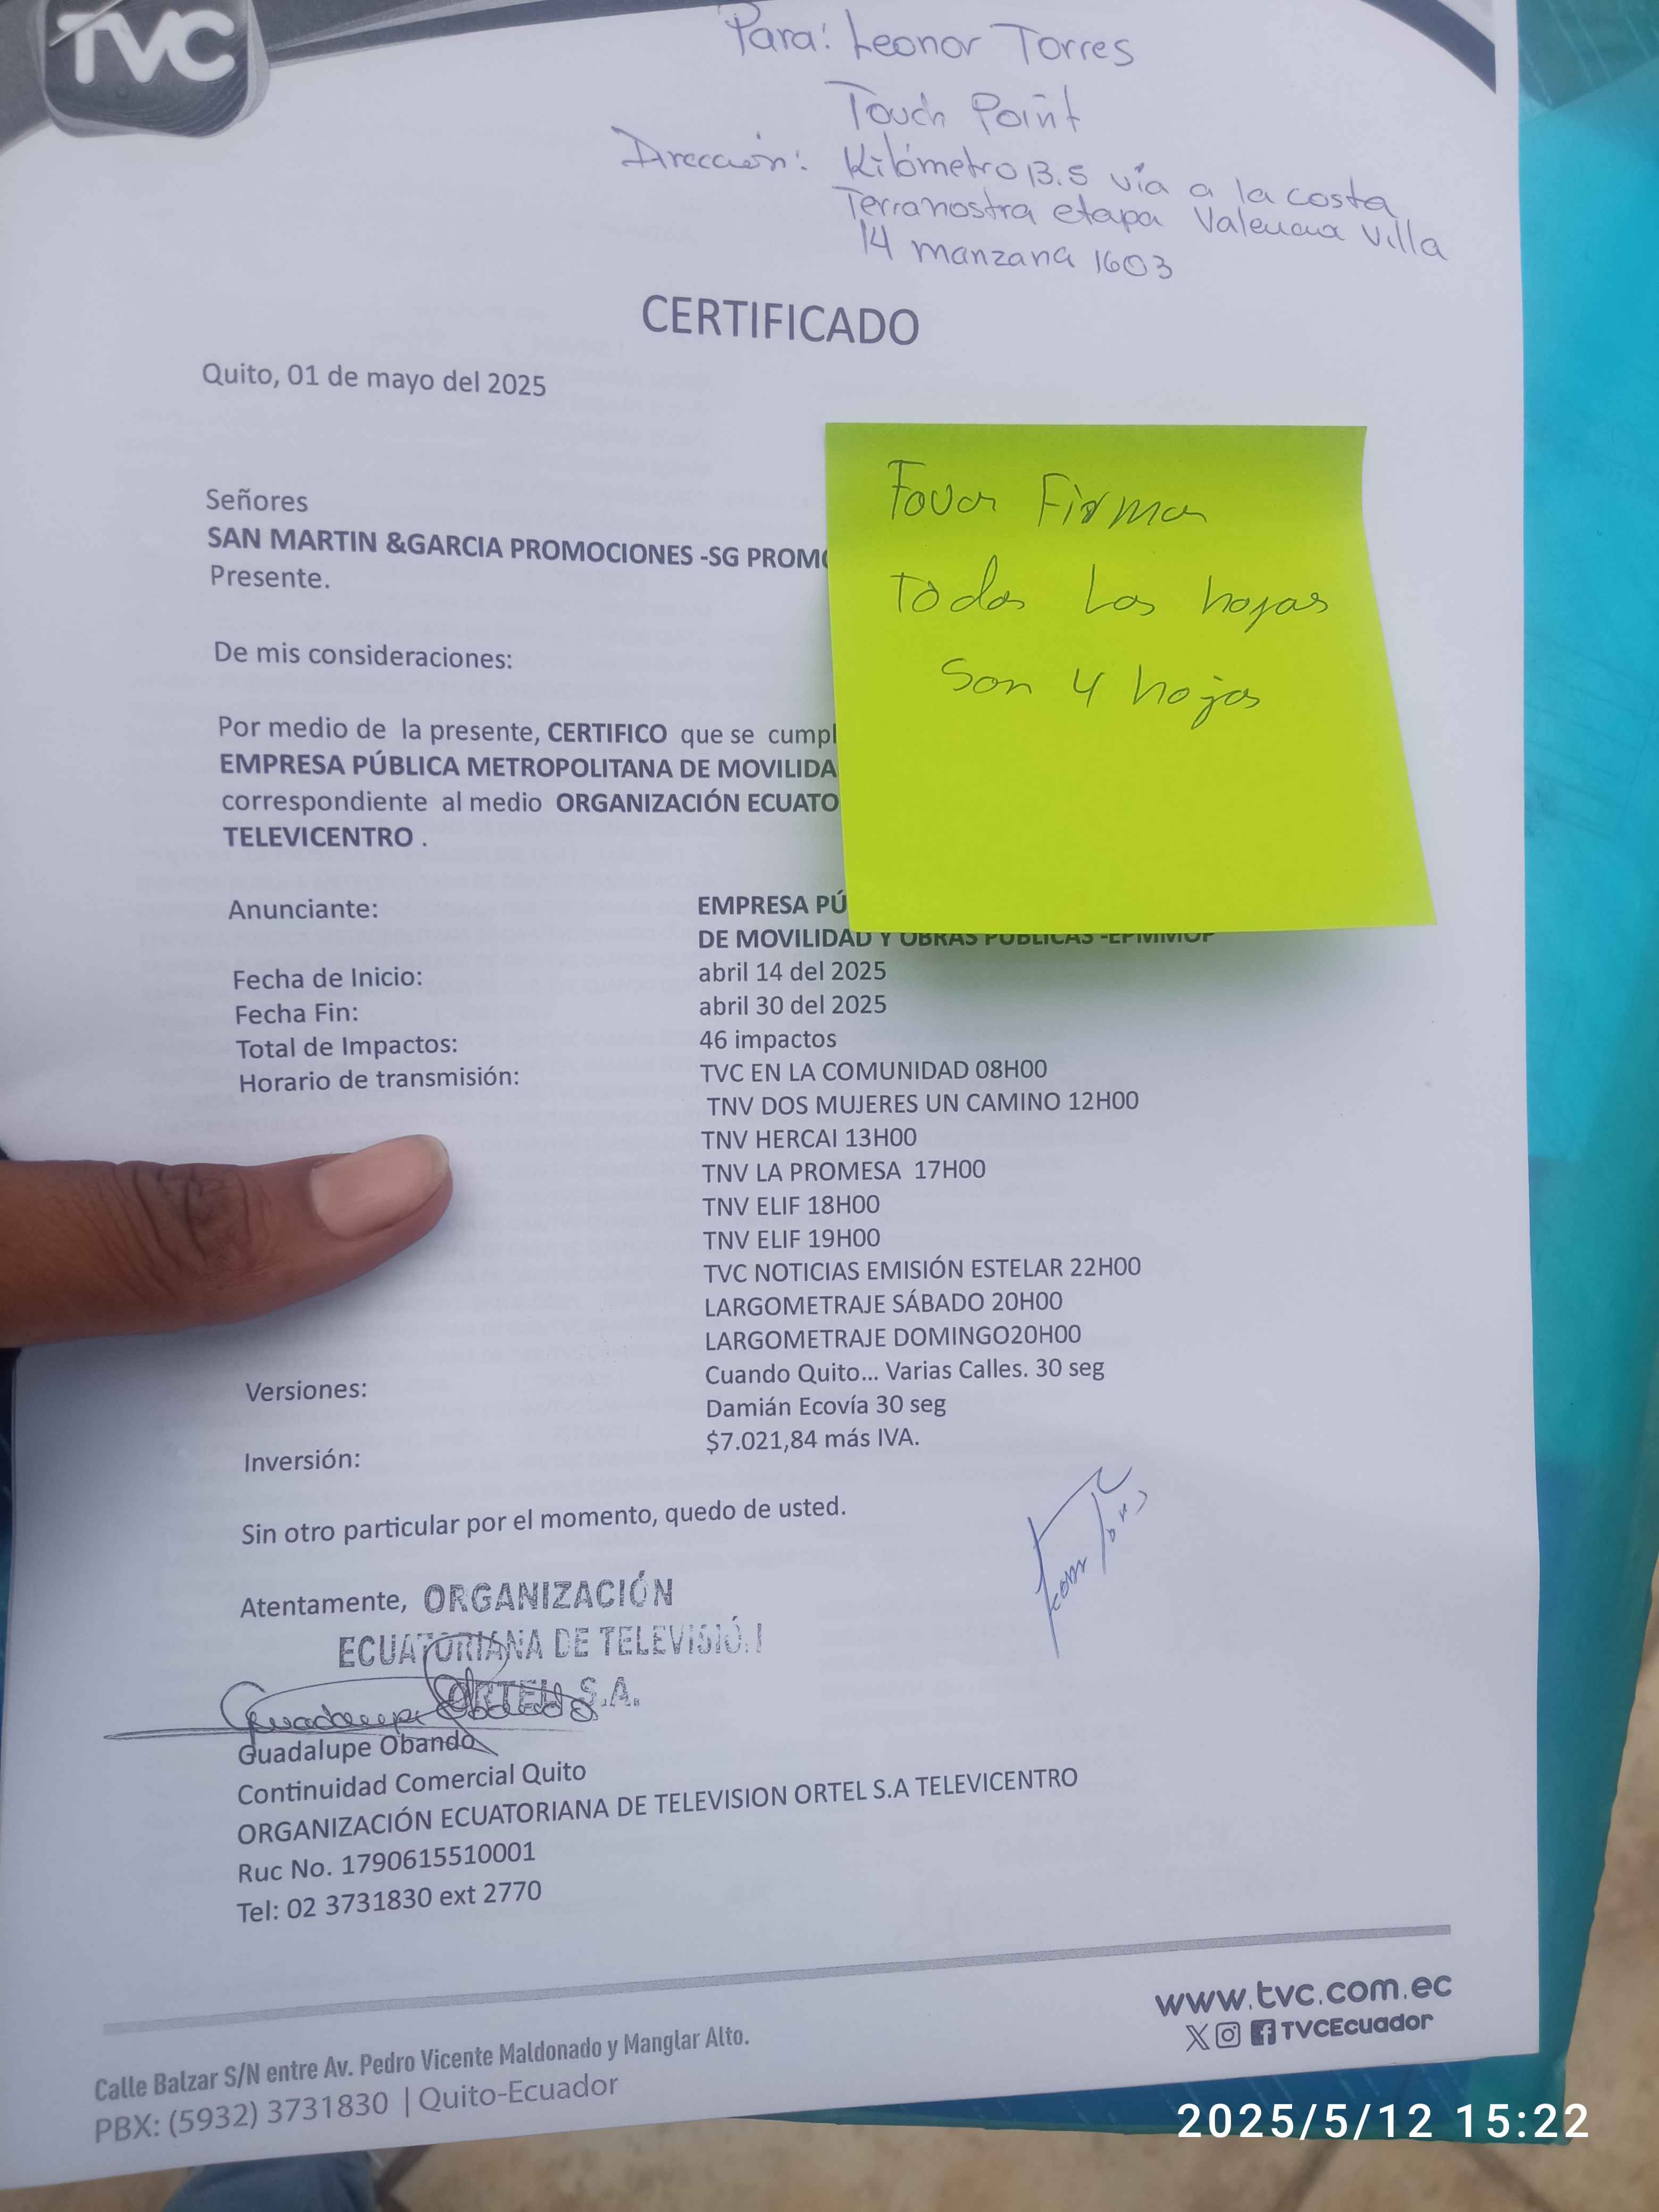 TVC
Para: Leonor Torres
Touch Point
Dirección: Kilómetro 13.5 vía a la costa
Terranostra etapa Valencia Villa
14 manzana 1603
CERTIFICADO
Quito, 01 de mayo del 2025
Señores
SAN MARTIN &GARCIA PROMOCIONES -SG PROMO
Presente.
Favor Firmar
Todas Las hojas
Son 4 hojas
De mis consideraciones:
Por medio de la presente, CERTIFICO que se cumpl
EMPRESA PÚBLICA METROPOLITANA DE MOVILIDA
correspondiente al medio ORGANIZACIÓN ECUATO
TELEVICENTRO .
Anunciante: EMPRESA PÚ
DE MOVILIDAD Y OBRAS PÚBLICAS -EPMMOP
Fecha de Inicio: abril 14 del 2025
Fecha Fin: abril 30 del 2025
Total de Impactos: 46 impactos
Horario de transmisión: TVC EN LA COMUNIDAD 08H00
TNV DOS MUJERES UN CAMINO 12H00
TNV HERCAI 13H00
TNV LA PROMESA 17H00
TNV ELIF 18H00
TNV ELIF 19H00
TVC NOTICIAS EMISIÓN ESTELAR 22H00
LARGOMETRAJE SÁBADO 20H00
LARGOMETRAJE DOMINGO20H00
Versiones: Cuando Quito... Varias Calles. 30 seg
Damián Ecovía 30 seg
Inversión: $7.021,84 más IVA.
Sin otro particular por el momento, quedo de usted.
Atentamente, ORGANIZACIÓN
ECUATORIANA DE TELEVISIÓN
ORTEL S.A.
Guadalupe Obando
Guadalupe Obando
Continuidad Comercial Quito
ORGANIZACIÓN ECUATORIANA DE TELEVISION ORTEL S.A TELEVICENTRO
Ruc No. 1790615510001
Tel: 02 3731830 ext 2770
www.tvc.com.ec
TVCEcuador
Calle Balzar S/N entre Av. Pedro Vicente Maldonado y Manglar Alto.
PBX: (5932) 3731830 | Quito-Ecuador
2025/5/12 15:22